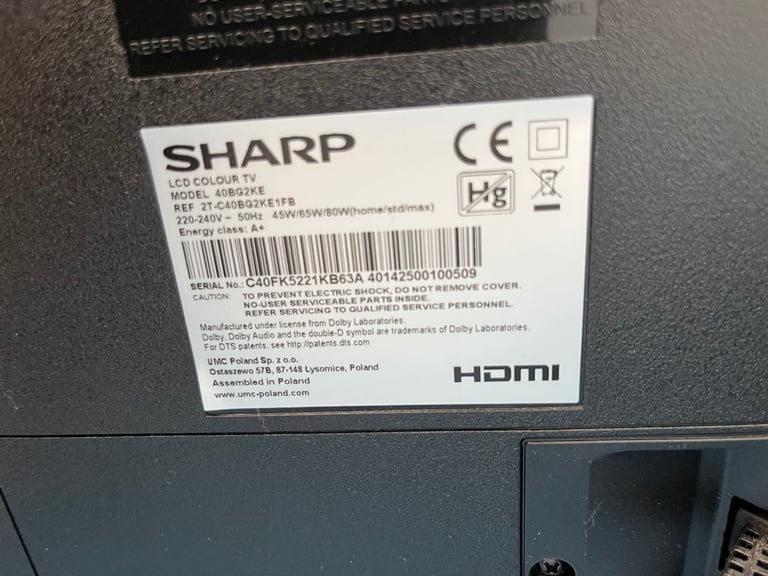 NO USER-SERVICEABLE PARTS
REFER SERVICING TO QUALIFIED SERVICE PERSONNEL
SHARP
LCD COLOUR TV
MODEL 40BG2KE
REF 2T-C40BG2KE1FB
220-240V ~ 50Hz 45W/65W/80W(home/std/max)
Energy class: A+
CE
Hg
SERIAL No.: C40FK5221KB63A 40142500100509
CAUTION: TO PREVENT ELECTRIC SHOCK, DO NOT REMOVE COVER.
NO-USER SERVICEABLE PARTS INSIDE.
REFER SERVICING TO QUALIFIED SERVICE PERSONNEL.
Manufactured under license from Dolby Laboratories.
Dolby, Dolby Audio and the double-D symbol are trademarks of Dolby Laboratories.
For DTS patents, see http://patents.dts.com
UMC Poland Sp. z o.o.
Ostaszewo 57B, 87-148 Łysomice, Poland
Assembled in Poland
www.umc-poland.com
HDMI